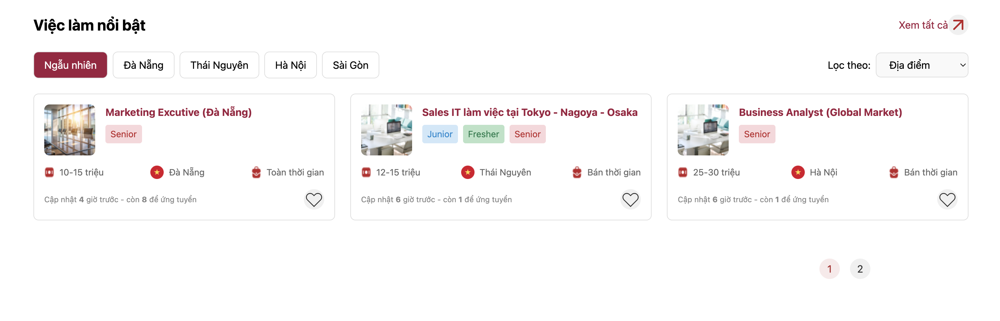 Việc làm nổi bật
Xem tất cả
Ngẫu nhiên
Đà Nẵng
Thái Nguyên
Hà Nội
Sài Gòn
Lọc theo:
Địa điểm
Marketing Excutive (Đà Nẵng)
Senior
10-15 triệu
Đà Nẵng
Toàn thời gian
Cập nhật 4 giờ trước - còn 8 để ứng tuyển
Sales IT làm việc tại Tokyo - Nagoya - Osaka
Junior
Fresher
Senior
12-15 triệu
Thái Nguyên
Bán thời gian
Cập nhật 6 giờ trước - còn 1 để ứng tuyển
Business Analyst (Global Market)
Senior
25-30 triệu
Hà Nội
Bán thời gian
Cập nhật 6 giờ trước - còn 1 để ứng tuyển
1
2